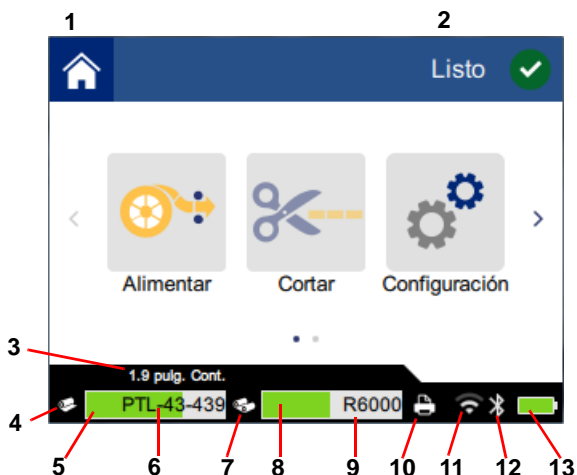 1 2
Listo
Alimentar Cortar Configuración
3
1.9 pulg. Cont.
4 PTL-43-439 R6000
5 6 7 8 9 10 11 12 13